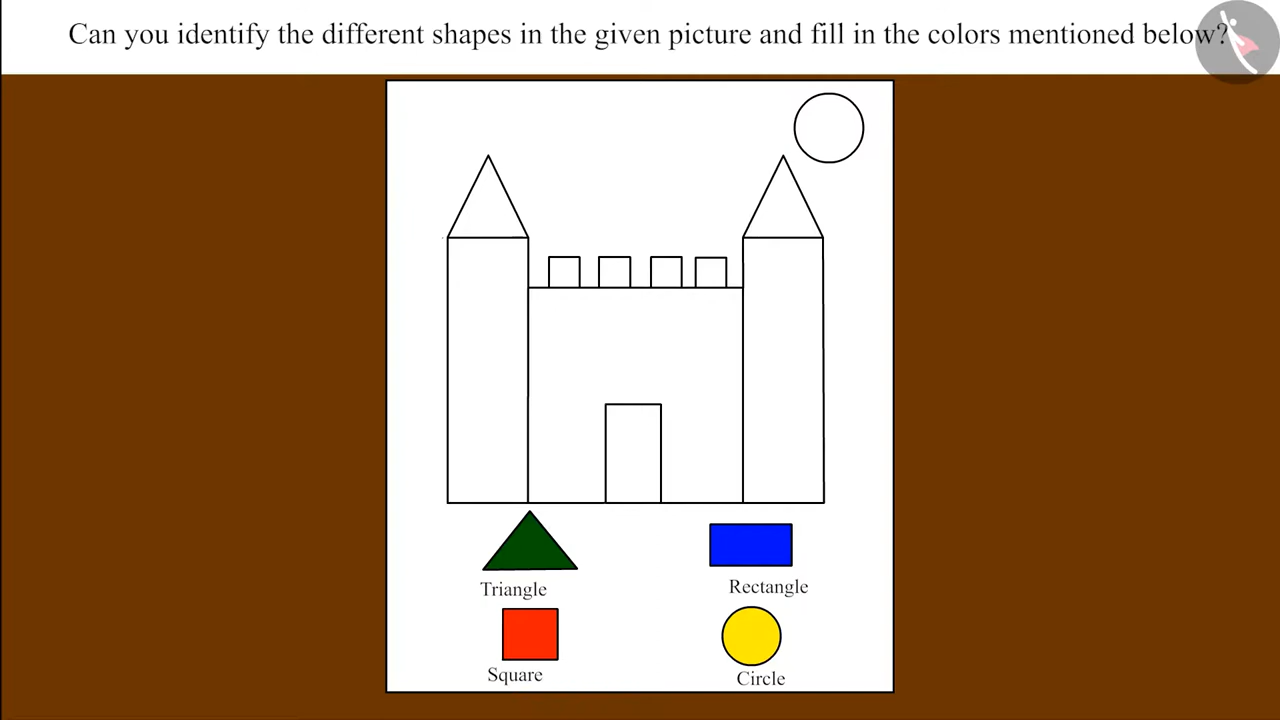 Can you identify the different shapes in the given picture and fill in the colors mentioned below?
Triangle
Rectangle
Square
Circle